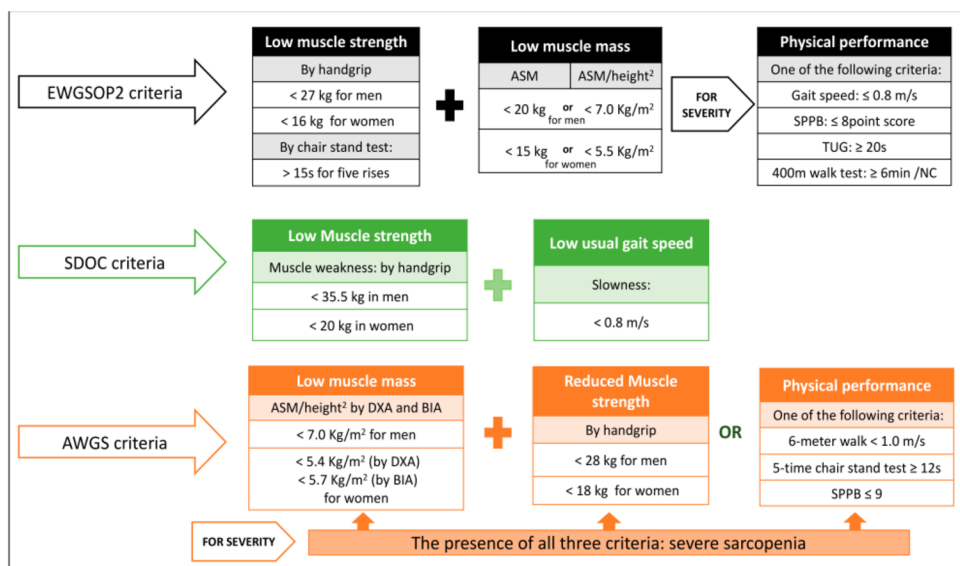 EWGSOP2 criteria
Low muscle strength
By handgrip
< 27 kg for men
< 16 kg for women
By chair stand test:
> 15s for five rises
Low muscle mass
ASM
ASM/height²
< 20 kg or < 7.0 Kg/m²
for men
< 15 kg or < 5.5 Kg/m²
for women
FOR
SEVERITY
Physical performance
One of the following criteria:
Gait speed: ≤ 0.8 m/s
SPPB: ≤ 8point score
TUG: ≥ 20s
400m walk test: ≥ 6min /NC
SDOC criteria
Low Muscle strength
Muscle weakness: by handgrip
< 35.5 kg in men
< 20 kg in women
Low usual gait speed
Slowness:
< 0.8 m/s
AWGS criteria
Low muscle mass
ASM/height² by DXA and BIA
< 7.0 Kg/m² for men
< 5.4 Kg/m² (by DXA)
< 5.7 Kg/m² (by BIA)
for women
Reduced Muscle
strength
By handgrip
< 28 kg for men
< 18 kg for women
OR
Physical performance
One of the following criteria:
6-meter walk < 1.0 m/s
5-time chair stand test ≥ 12s
SPPB ≤ 9
FOR SEVERITY
The presence of all three criteria: severe sarcopenia